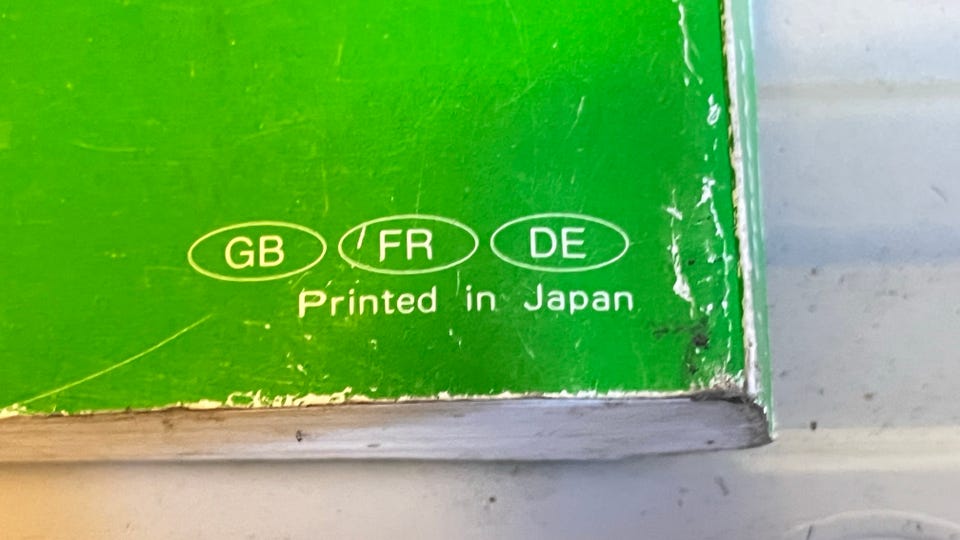 GB FR DE
Printed in Japan